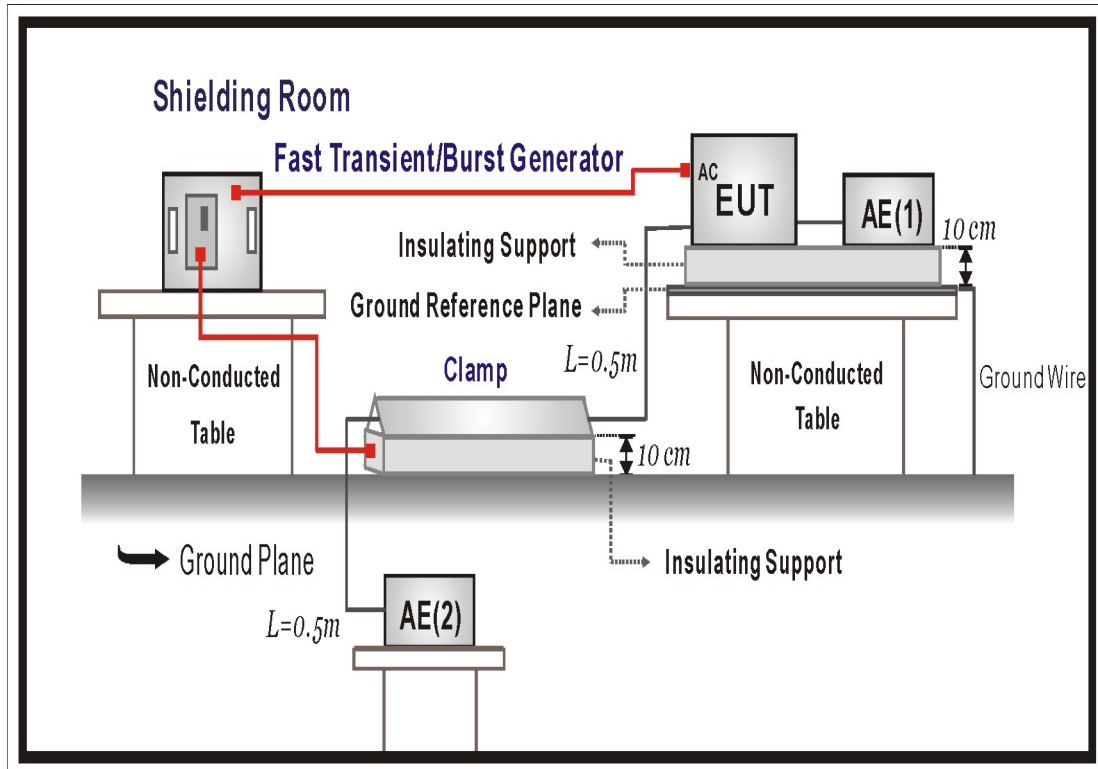 Shielding Room
Fast Transient/Burst Generator
AC
EUT
AE(1)
10 cm
Insulating Support
Ground Reference Plane
L=0.5m
Clamp
Non-Conducted
Table
Non-Conducted
Table
Ground Wire
10 cm
Ground Plane
Insulating Support
L=0.5m
AE(2)